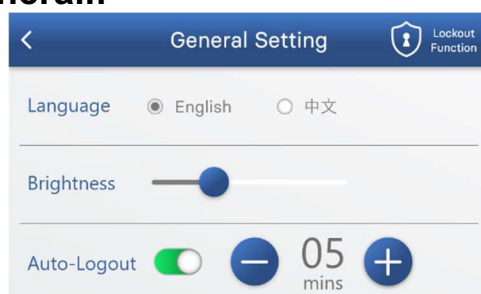 General Setting
Lockout
Function
Language English 中文
Brightness
Auto-Logout 05
mins